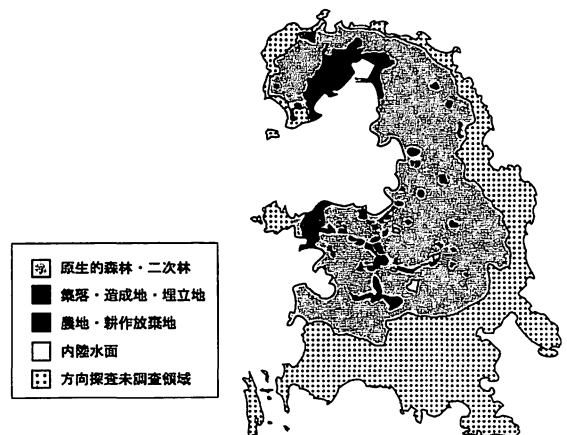 原生的森林・二次林
集落・造成地・埋立地
農地・耕作放棄地
内陸水面
方向探査未調査領域